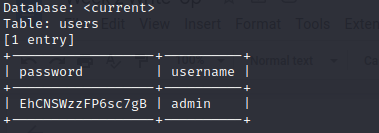 Database: <current>
Table: users
[1 entry]
+------------------+----------+
| password         | username |
+------------------+----------+
| EhCNSWzzFP6sc7gB | admin    |
+------------------+----------+